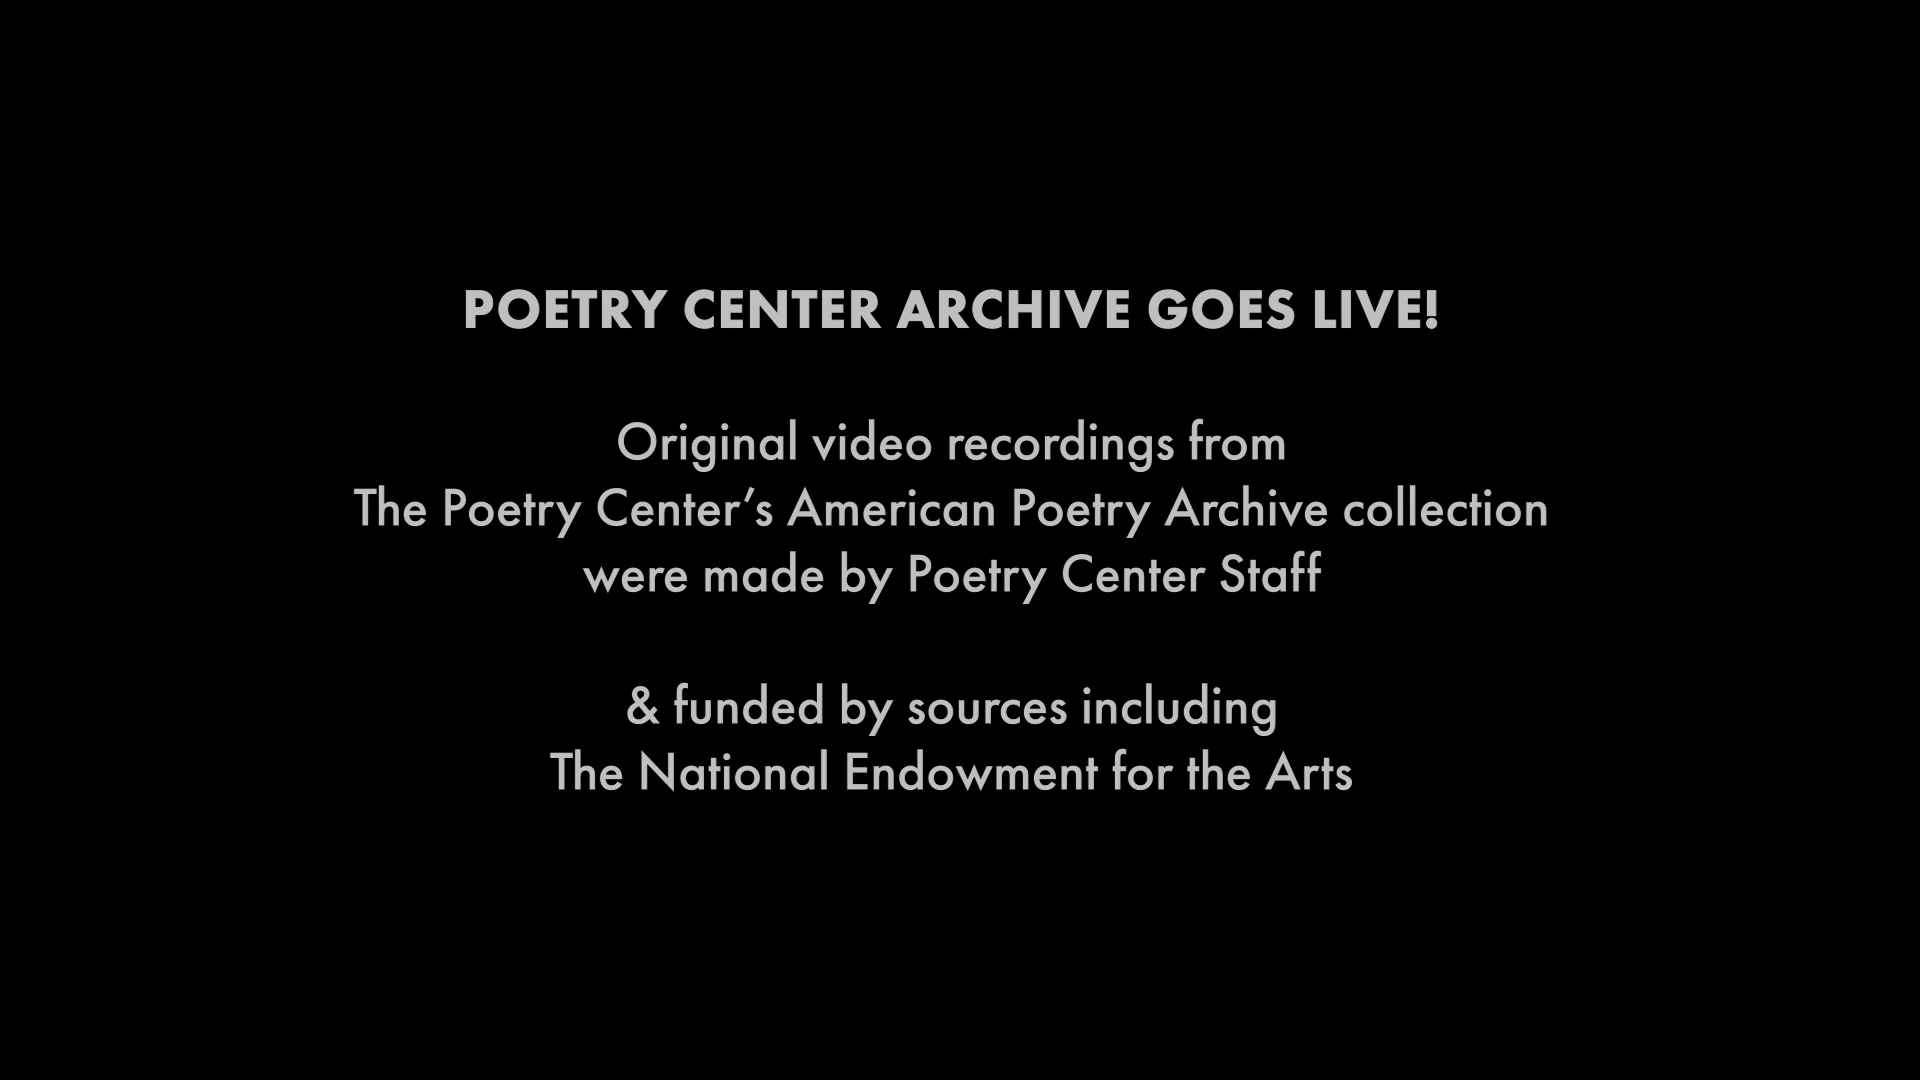 POETRY CENTER ARCHIVE GOES LIVE!
Original video recordings from
The Poetry Center’s American Poetry Archive collection
were made by Poetry Center Staff
& funded by sources including
The National Endowment for the Arts